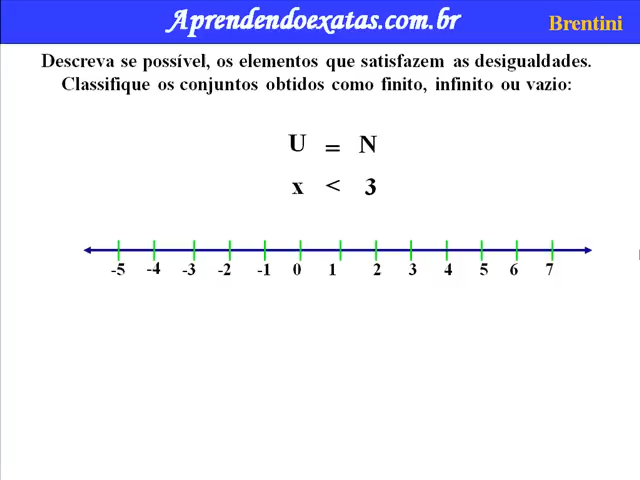 Aprendendoexatas.com.br
Brentini
Descreva se possível, os elementos que satisfazem as desigualdades.
Classifique os conjuntos obtidos como finito, infinito ou vazio:
U = N
x < 3
-5 -4 -3 -2 -1 0 1 2 3 4 5 6 7